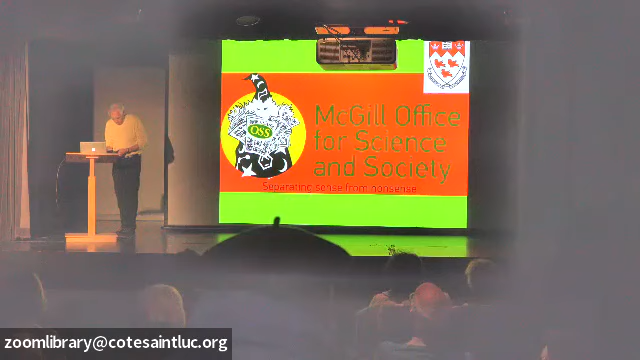 McGill Office
for Science
and Society
OSS
Separating sense from nonsense
zoomlibrary@cotesaintluc.org